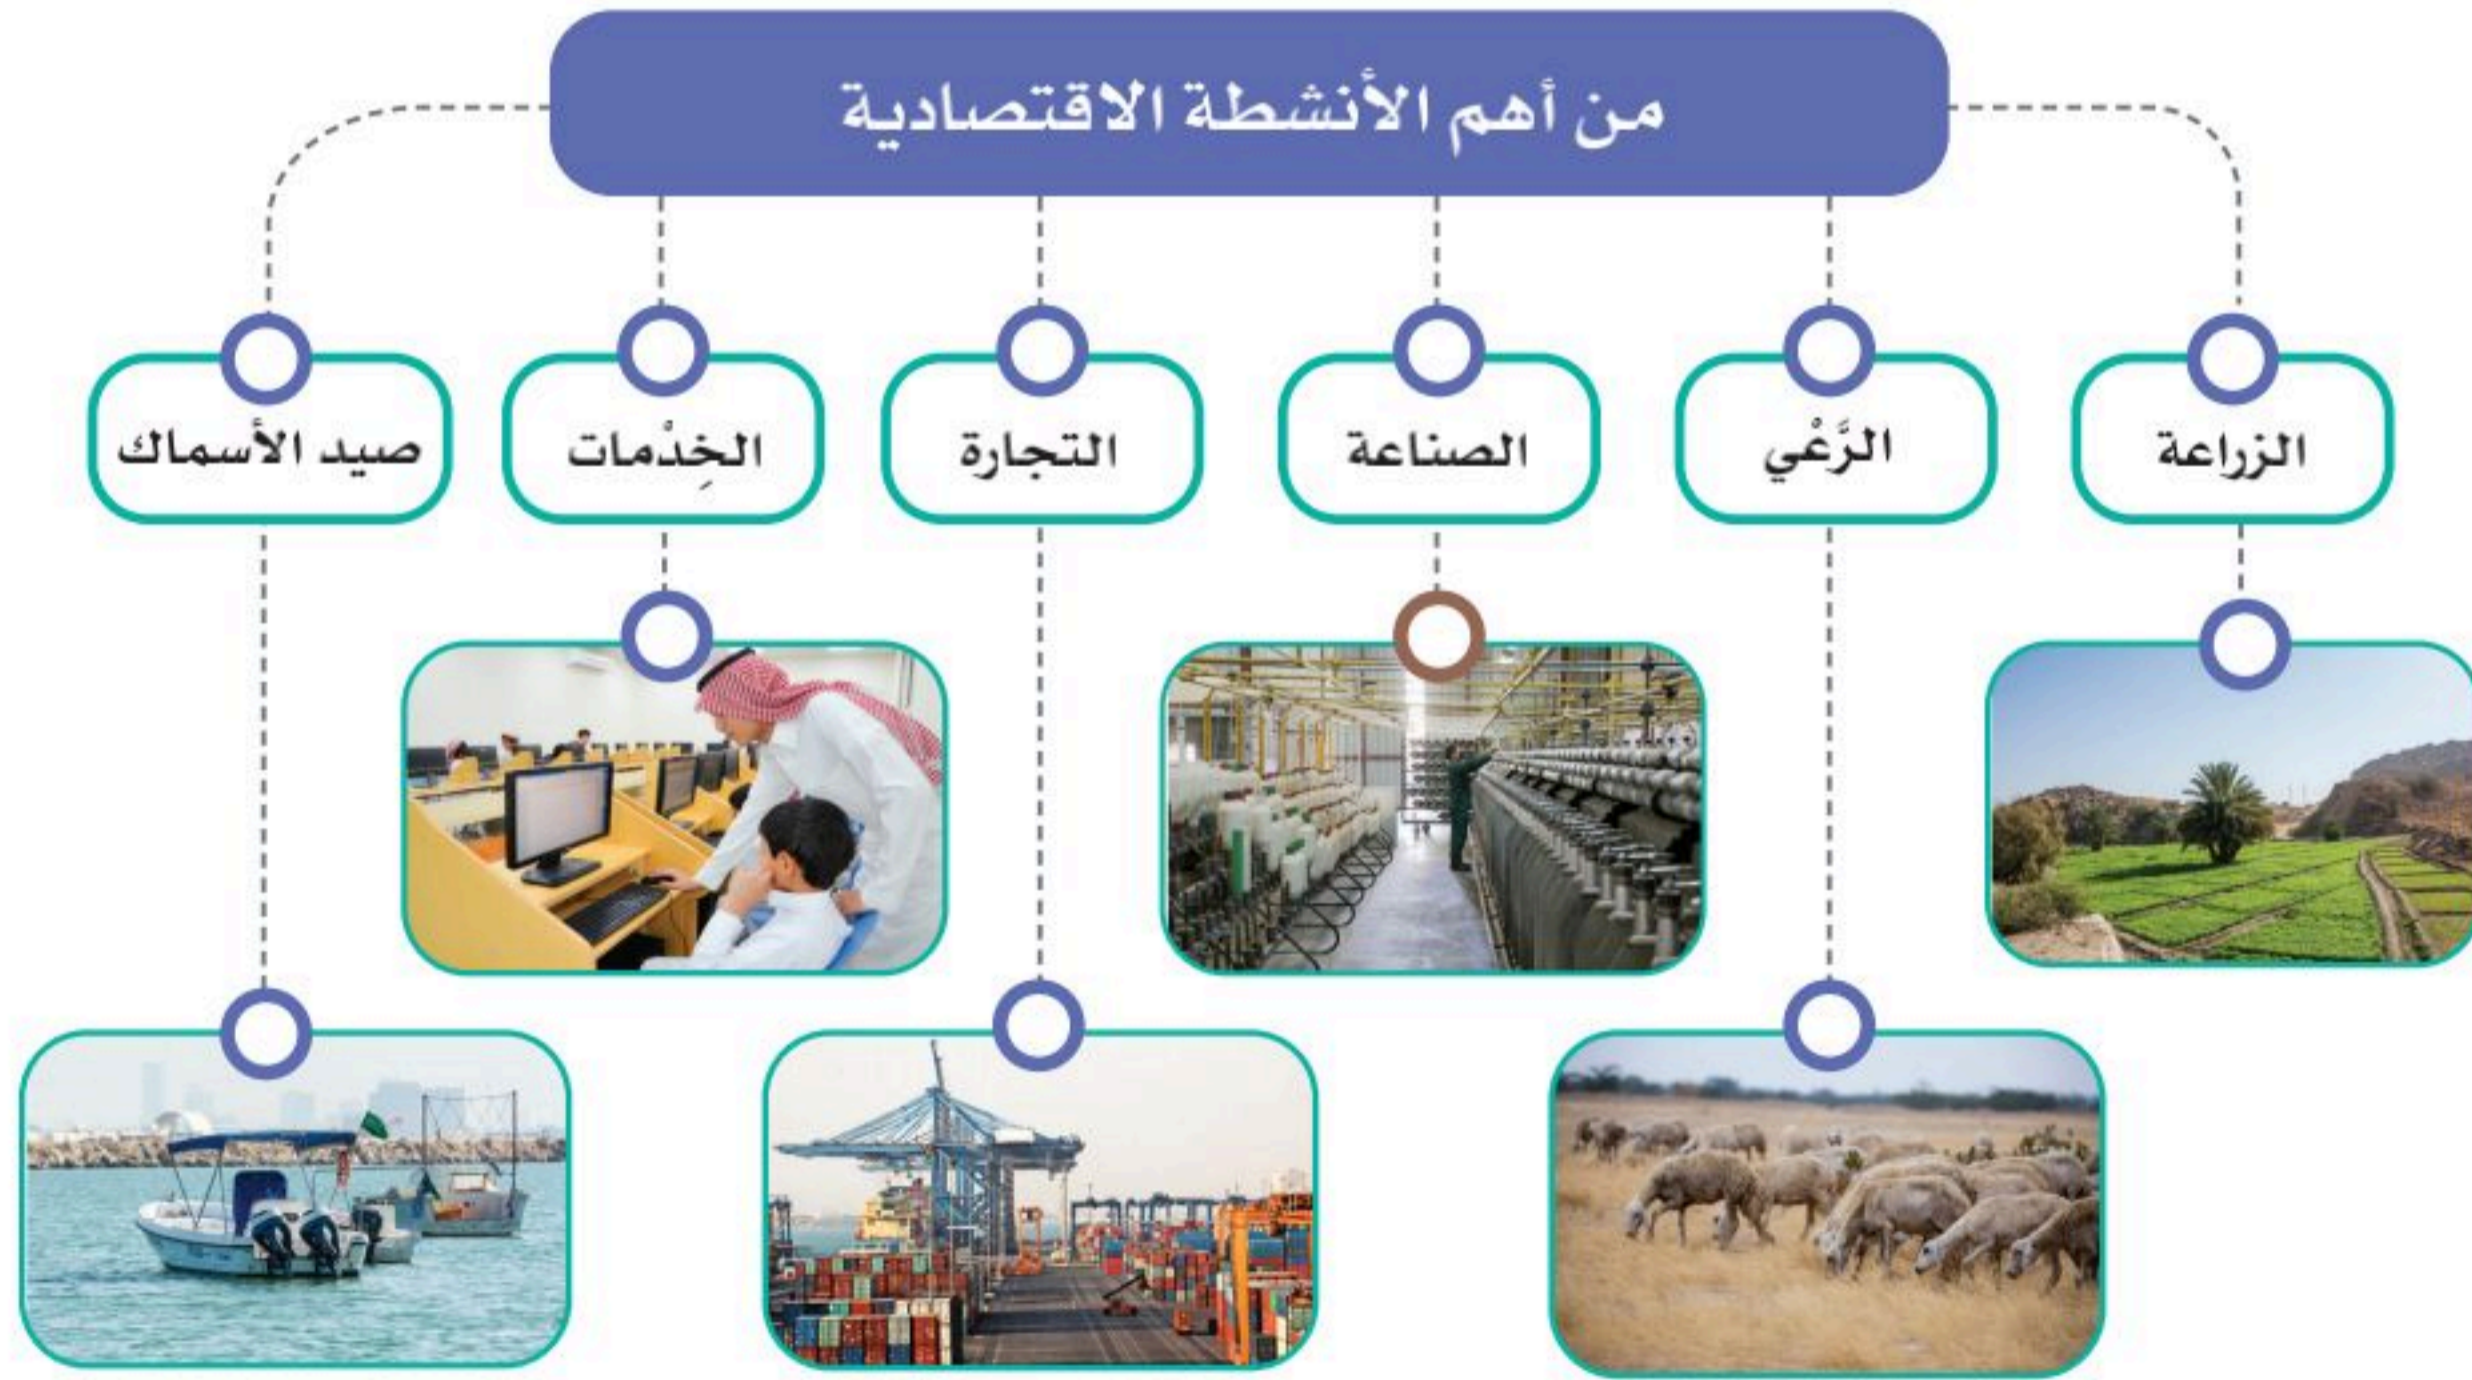 من أهم الأنشطة الاقتصادية
الزراعة
الرَّعْي
الصناعة
التجارة
الخِدْمات
صيد الأسماك